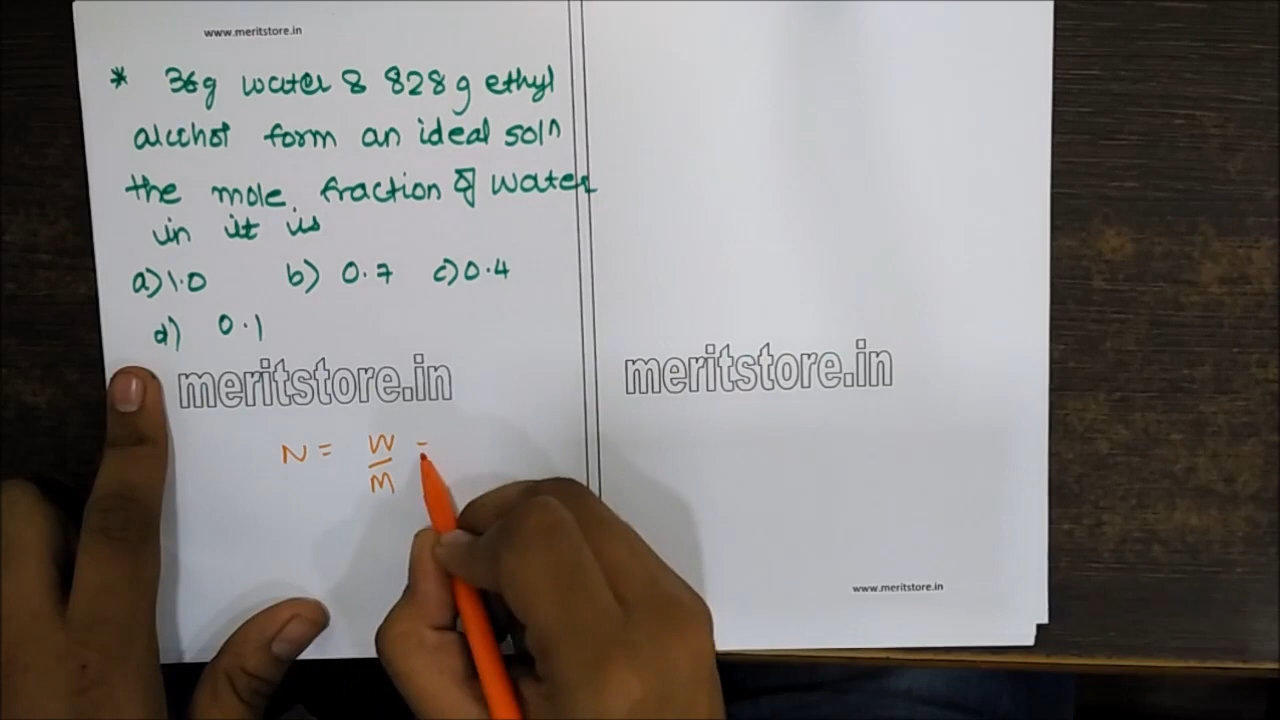 www.meritstore.in
* 36g water & 828 g ethyl
alcohol form an ideal soln
the mole fraction of water
in it is
a) 1.0 b) 0.7 c) 0.4
d) 0.1
meritstore.in
N = W/M =
meritstore.in
www.meritstore.in